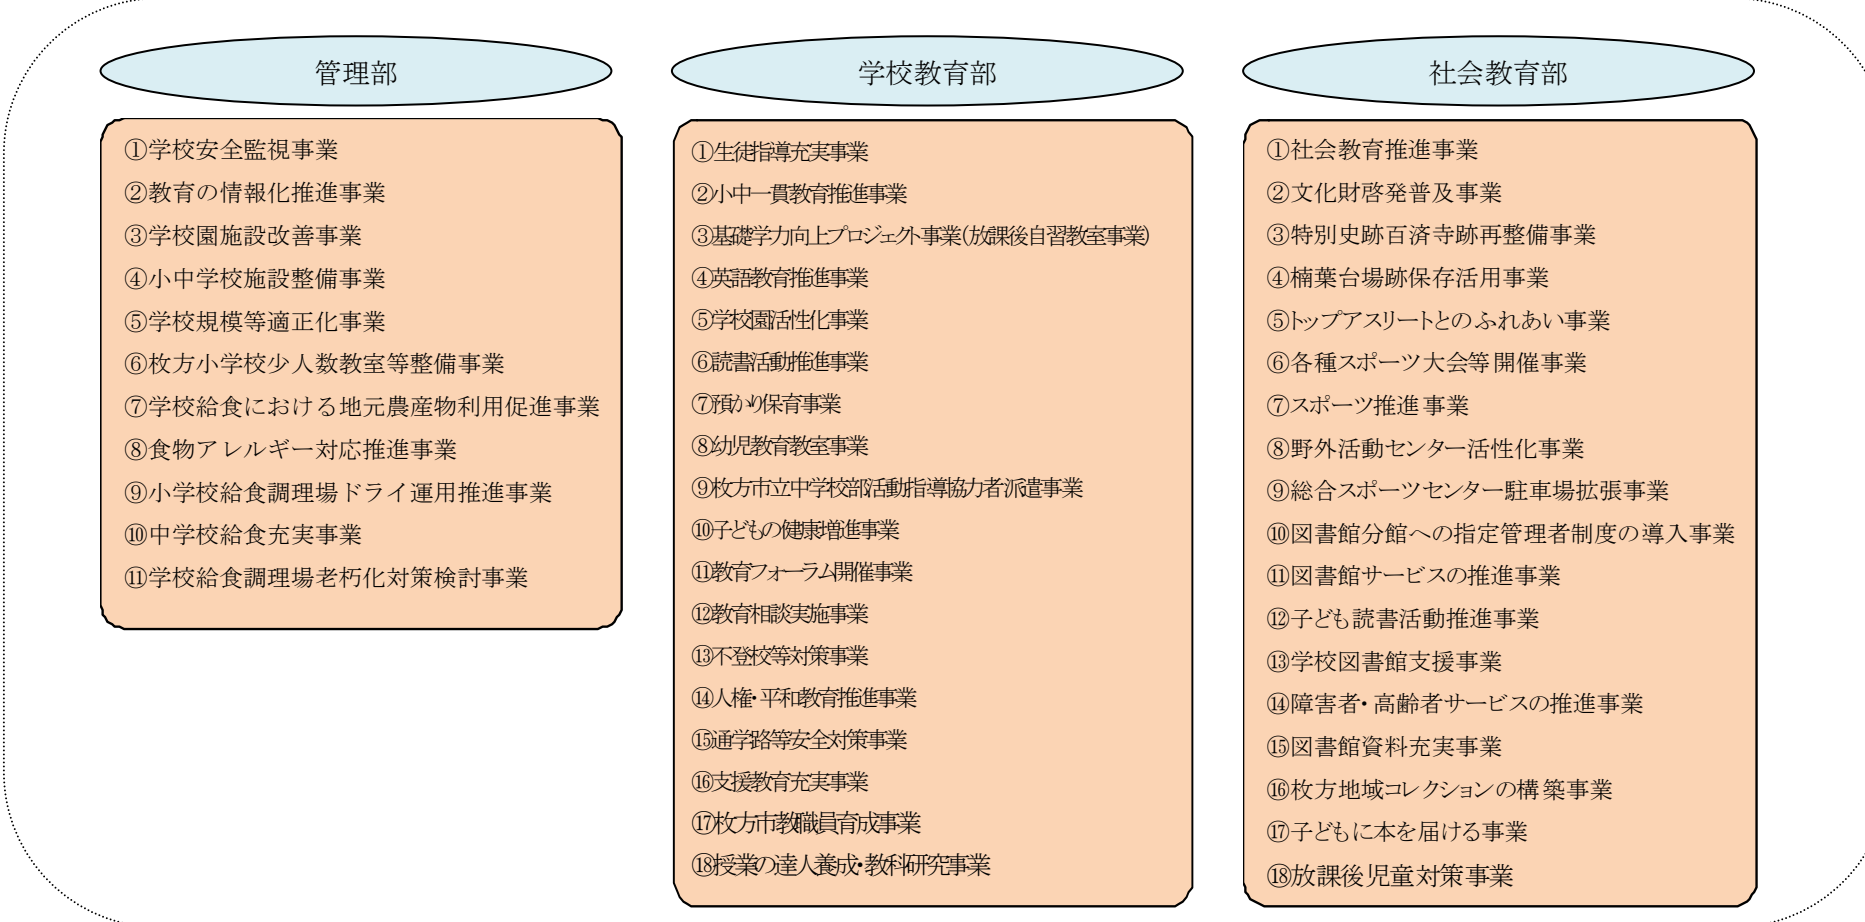 管理部
①学校安全監視事業
②教育の情報化推進事業
③学校園施設改善事業
④小中学校施設整備事業
⑤学校規模等適正化事業
⑥枚方小学校少人数教室等整備事業
⑦学校給食における地元農産物利用促進事業
⑧食物アレルギー対応推進事業
⑨小学校給食調理場ドライ運用推進事業
⑩中学校給食充実事業
⑪学校給食調理場老朽化対策検討事業
学校教育部
①生徒指導充実事業
②小中一貫教育推進事業
③基礎学力向上プロジェクト事業(放課後自習教室事業)
④英語教育推進事業
⑤学校園活性化事業
⑥読書活動推進事業
⑦預かり保育事業
⑧幼児教育教室事業
⑨枚方市立中学校部活動指導協力者派遣事業
⑩子どもの健康増進事業
⑪教育フォーラム開催事業
⑫教育相談実施事業
⑬不登校等対策事業
⑭人権・平和教育推進事業
⑮通学路等安全対策事業
⑯支援教育充実事業
⑰枚方市教職員育成事業
⑱授業の達人養成・教科研究事業
社会教育部
①社会教育推進事業
②文化財啓発普及事業
③特別史跡百済寺跡再整備事業
④楠葉台場跡保存活用事業
⑤トップアスリートとのふれあい事業
⑥各種スポーツ大会等開催事業
⑦スポーツ推進事業
⑧野外活動センター活性化事業
⑨総合スポーツセンター駐車場拡張事業
⑩図書館分館への指定管理者制度の導入事業
⑪図書館サービスの推進事業
⑫子ども読書活動推進事業
⑬学校図書館支援事業
⑭障害者・高齢者サービスの推進事業
⑮図書館資料充実事業
⑯枚方地域コレクションの構築事業
⑰子どもに本を届ける事業
⑱放課後児童対策事業